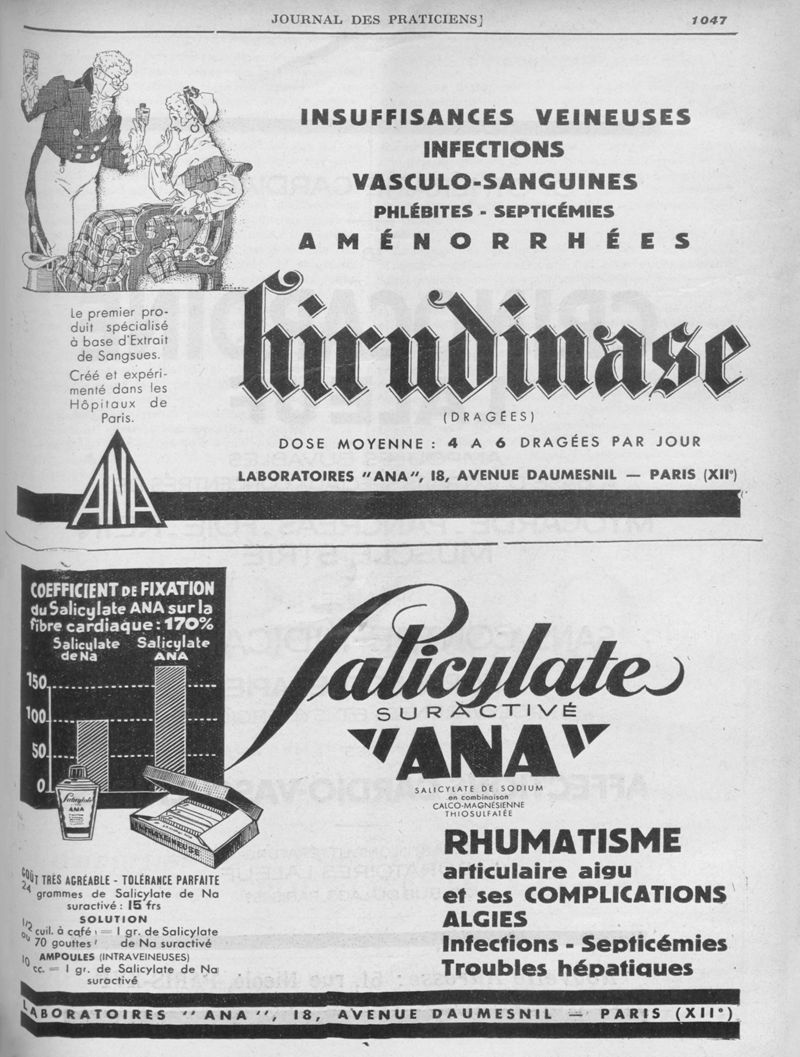 JOURNAL DES PRATICIENS
1047
INSUFFISANCES VEINEUSES
INFECTIONS
VASCULO-SANGUINES
PHLÉBITES - SEPTICÉMIES
AMÉNORRHÉES
Le premier pro-
duit spécialisé
à base d'Extrait
de Sangsues.
Créé et expéri-
menté dans les
Hôpitaux de
Paris.
hirudinase
(DRAGÉES)
DOSE MOYENNE : 4 A 6 DRAGÉES PAR JOUR
LABORATOIRES "ANA", 18, AVENUE DAUMESNIL — PARIS (XIIe)
ANA
COEFFICIENT DE FIXATION
du Salicylate ANA sur la
fibre cardiaque : 170%
Salicylate de Na
Salicylate ANA
150
100
50
0
Salicylate
ANA
INTRAVEINEUSE
Salicylate
SURACTIVÉ
"ANA"
SALICYLATE DE SODIUM
en combinaison
CALCO-MAGNÉSIENNE
THIOSULFATÉE
GOÛT TRÈS AGRÉABLE - TOLÉRANCE PARFAITE
24 grammes de Salicylate de Na
suractivé : 15 frs
SOLUTION
1/2 cuil. à café = 1 gr. de Salicylate
ou 70 gouttes de Na suractivé
AMPOULES (INTRAVEINEUSES)
10 cc. = 1 gr. de Salicylate de Na
suractivé
RHUMATISME
articulaire aigu
et ses COMPLICATIONS
ALGIES
Infections - Septicémies
Troubles hépatiques
LABORATOIRES "ANA", 18, AVENUE DAUMESNIL — PARIS (XIIe)